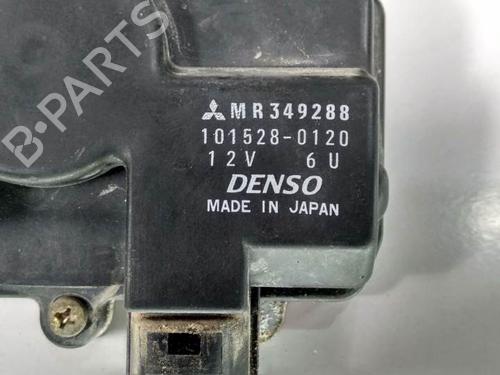 MR349288
101528-0120
12V 6U
DENSO
MADE IN JAPAN
B-PARTS